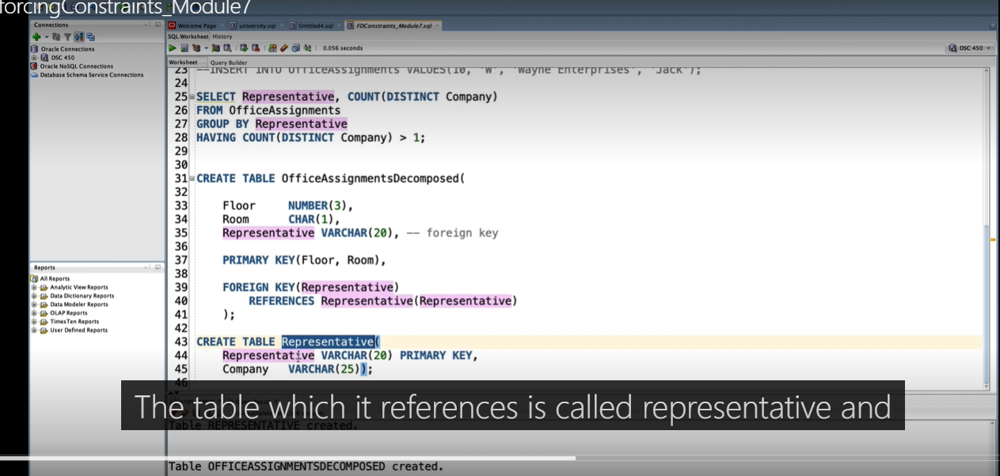 forcingConstraints_Module7
Connections
Welcome Page
university.sql
Untitled4.sql
FDConstraints_Module7.sql
SQL Worksheet History
0.056 seconds
DSC 450
Oracle Connections
DSC 450
Oracle NoSQL Connections
Database Schema Service Connections
Worksheet Query Builder
23 --INSERT INTO OfficeAssignments VALUES(10, 'W', 'Wayne Enterprises', 'Jack');
24
25 SELECT Representative, COUNT(DISTINCT Company)
26 FROM OfficeAssignments
27 GROUP BY Representative
28 HAVING COUNT(DISTINCT Company) > 1;
29
30
31 CREATE TABLE OfficeAssignmentsDecomposed(
32
33 Floor NUMBER(3),
34 Room CHAR(1),
35 Representative VARCHAR(20), -- foreign key
36
37 PRIMARY KEY(Floor, Room),
38
39 FOREIGN KEY(Representative)
40 REFERENCES Representative(Representative)
41 );
42
43 CREATE TABLE Representative(
44 Representative VARCHAR(20) PRIMARY KEY,
45 Company VARCHAR(25));
46
Reports
All Reports
Analytic View Reports
Data Dictionary Reports
Data Modeler Reports
OLAP Reports
TimesTen Reports
User Defined Reports
The table which it references is called representative and
Table REPRESENTATIVE created.
Table OFFICEASSIGNMENTSDECOMPOSED created.